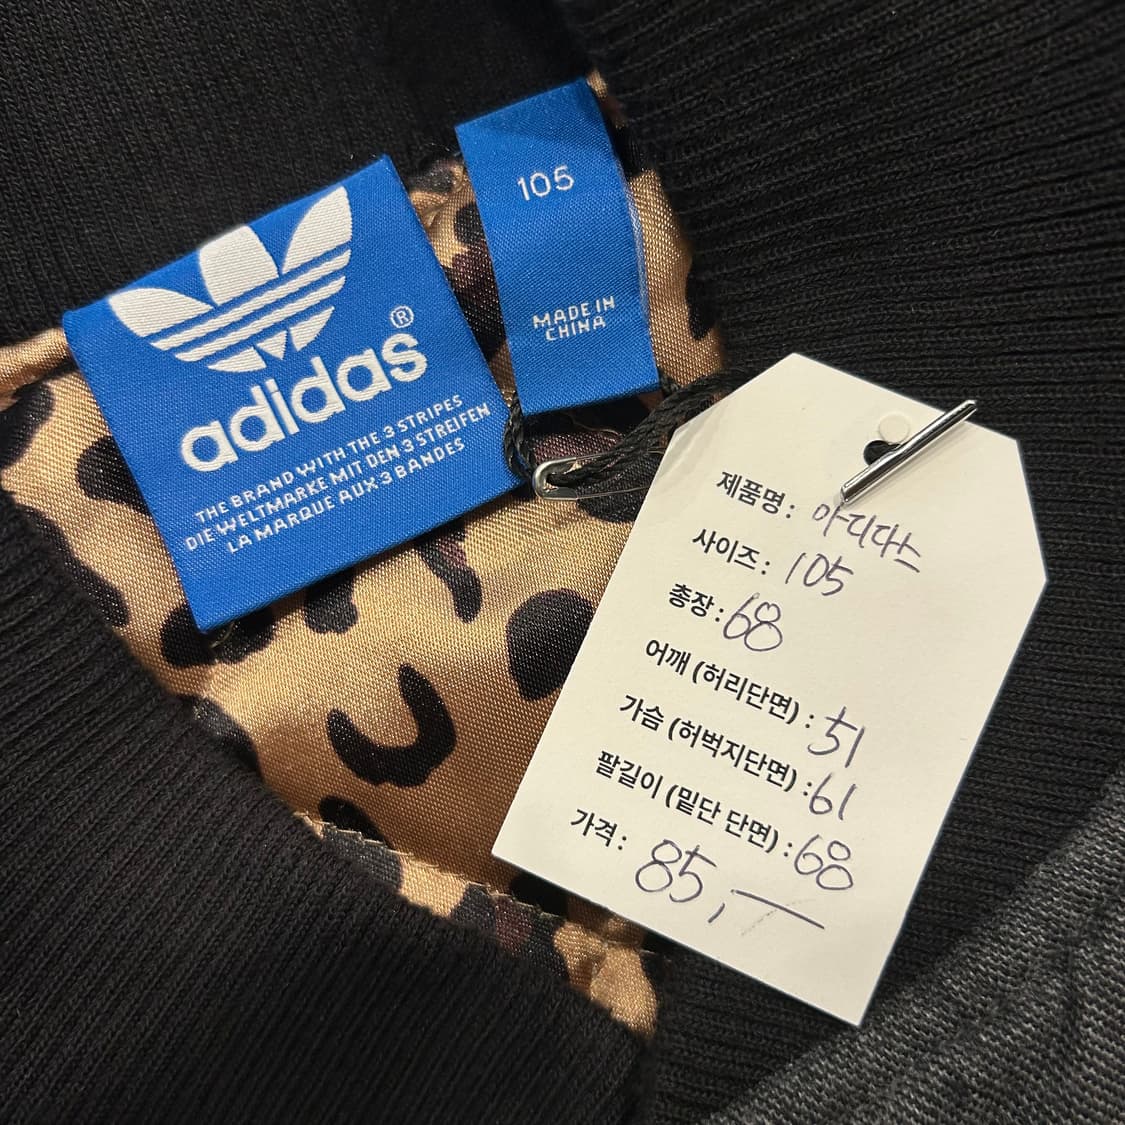 adidas®
THE BRAND WITH THE 3 STRIPES
DIE WELTMARKE MIT DEN 3 STREIFEN
LA MARQUE AUX 3 BANDES
105
MADE IN
CHINA
제품명: 아디다스
사이즈: 105
총장: 68
어깨 (허리단면): 51
가슴 (허벅지단면): 61
팔길이 (밑단 단면): 68
가격: 85,—